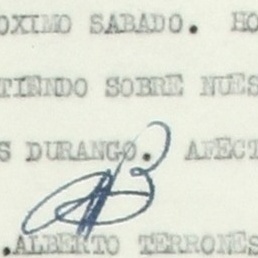 OXIMO SABADO. HO
TIENDO SOBRE NUES
S DURANGO. AFECT
.ALBERTO TERRONES